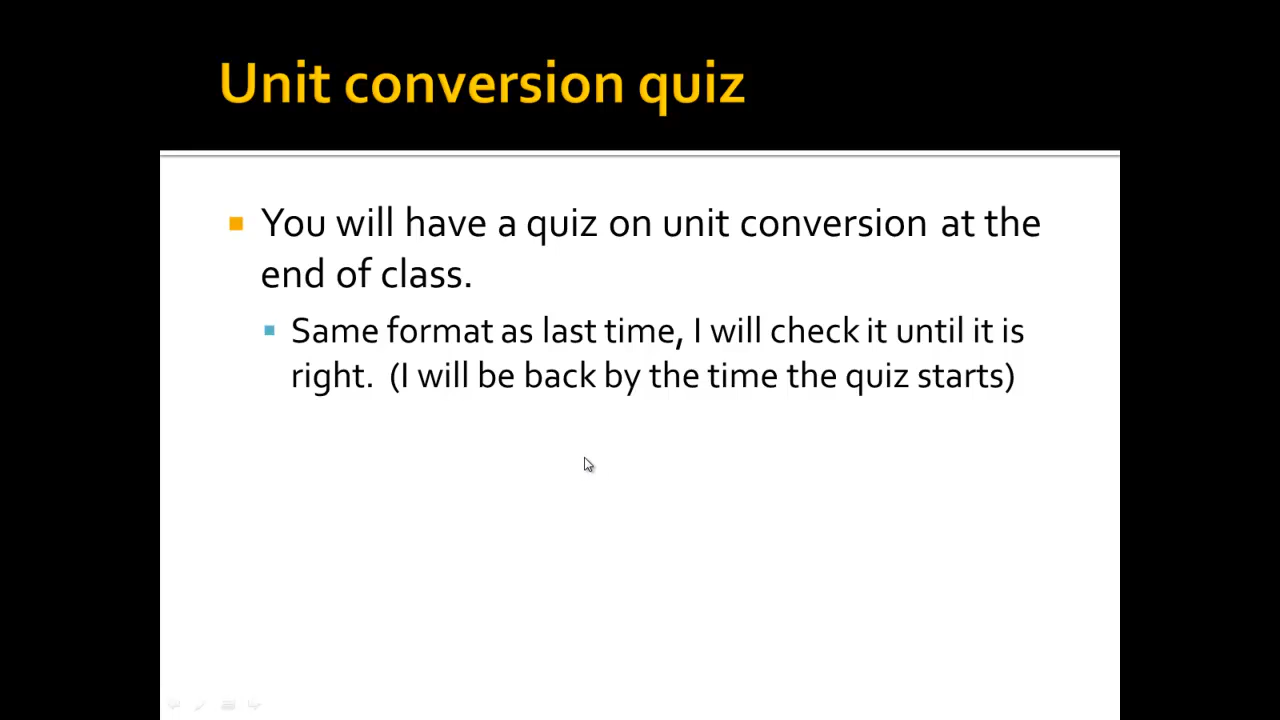 Unit conversion quiz
You will have a quiz on unit conversion at the
end of class.
Same format as last time, I will check it until it is
right.  (I will be back by the time the quiz starts)